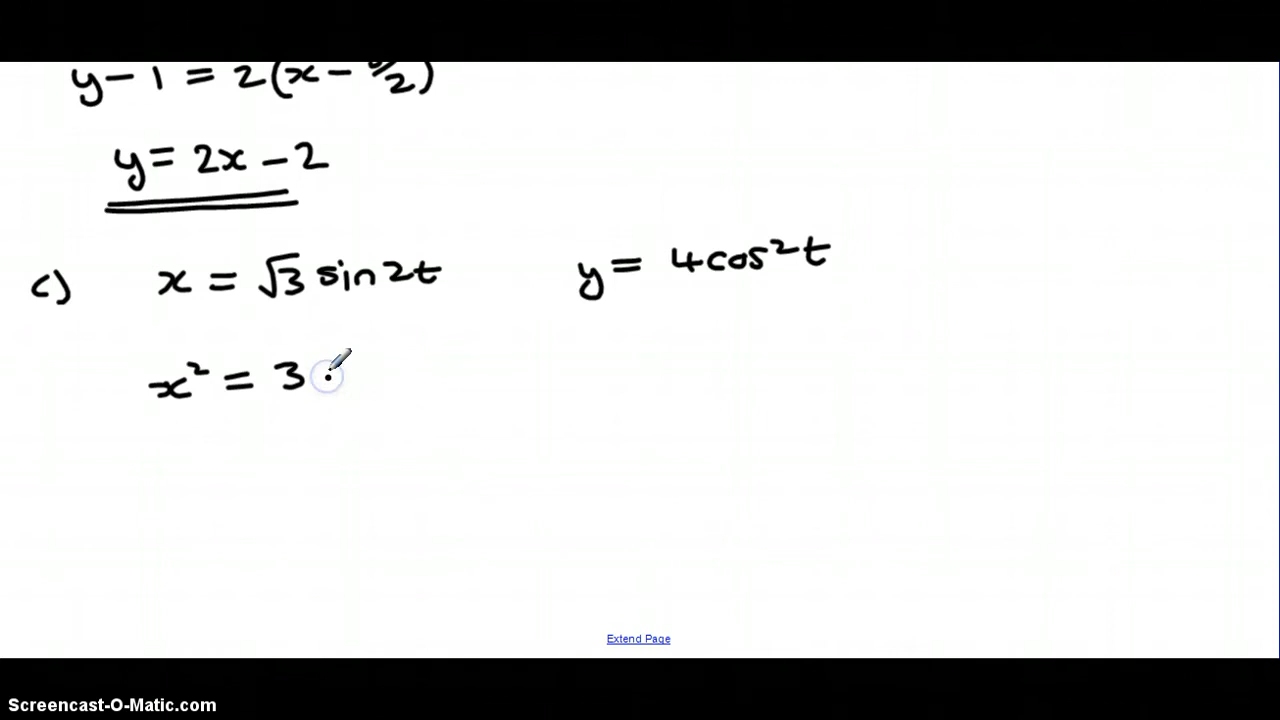 y - 1 = 2(x - 3/2)
y = 2x - 2
c) x = √3 sin 2t y = 4cos²t
x² = 3
Extend Page
Screencast-O-Matic.com